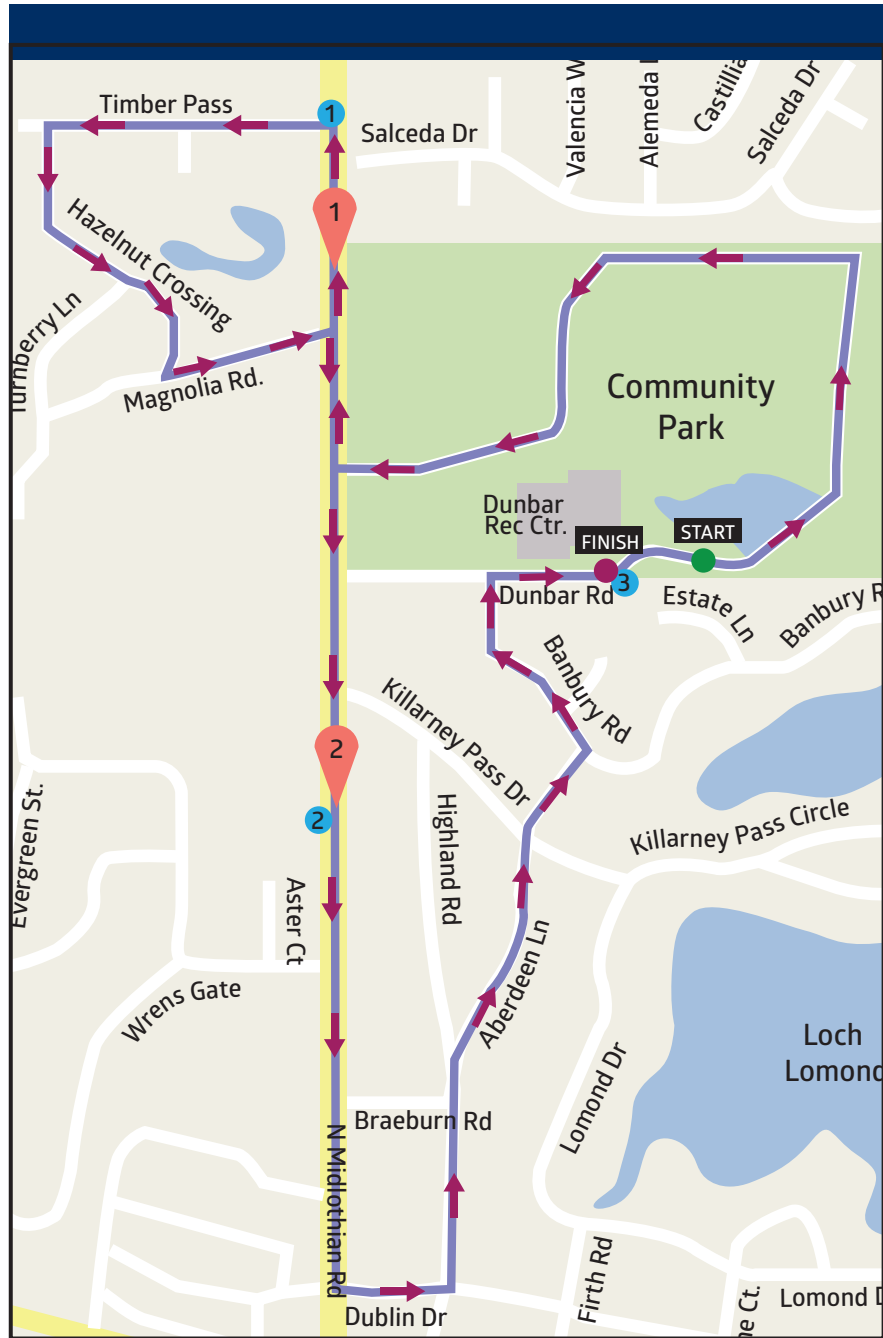 Timber Pass
1
Salceda Dr
Valencia W
Alemeda
Castillia
Salceda Dr
1
Hazelnut Crossing
Turnberry Ln
Magnolia Rd.
Community
Park
Dunbar
Rec Ctr.
FINISH
START
3
Dunbar Rd
Estate Ln
Banbury R
Banbury Rd
Killarney Pass Dr
2
2
Evergreen St.
Highland Rd
Killarney Pass Circle
Aster Ct
Wrens Gate
Aberdeen Ln
Loch
Lomond
Lomond Dr
Braeburn Rd
N Midlothian Rd
Firth Rd
Dublin Dr
ne Ct.
Lomond D